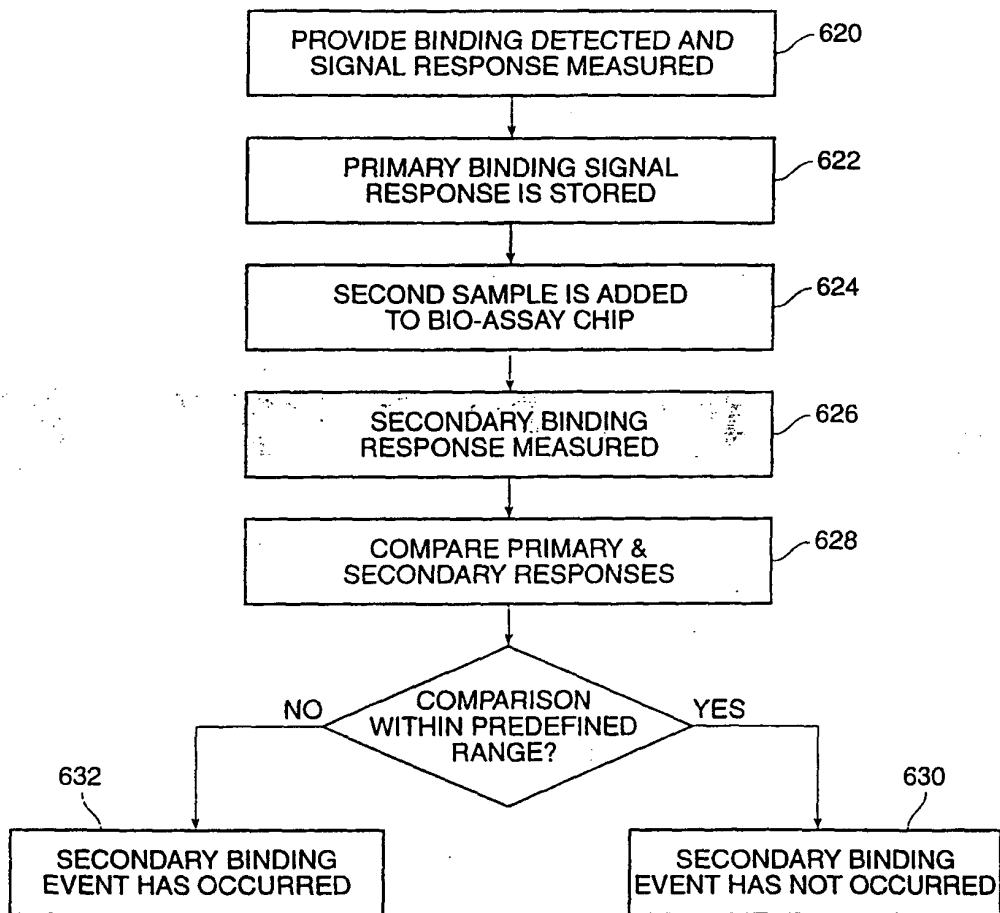 PROVIDE BINDING DETECTED AND
SIGNAL RESPONSE MEASURED
620
PRIMARY BINDING SIGNAL
RESPONSE IS STORED
622
SECOND SAMPLE IS ADDED
TO BIO-ASSAY CHIP
624
SECONDARY BINDING
RESPONSE MEASURED
626
COMPARE PRIMARY &
SECONDARY RESPONSES
628
COMPARISON
WITHIN PREDEFINED
RANGE?
NO
YES
632
SECONDARY BINDING
EVENT HAS OCCURRED
630
SECONDARY BINDING
EVENT HAS NOT OCCURRED